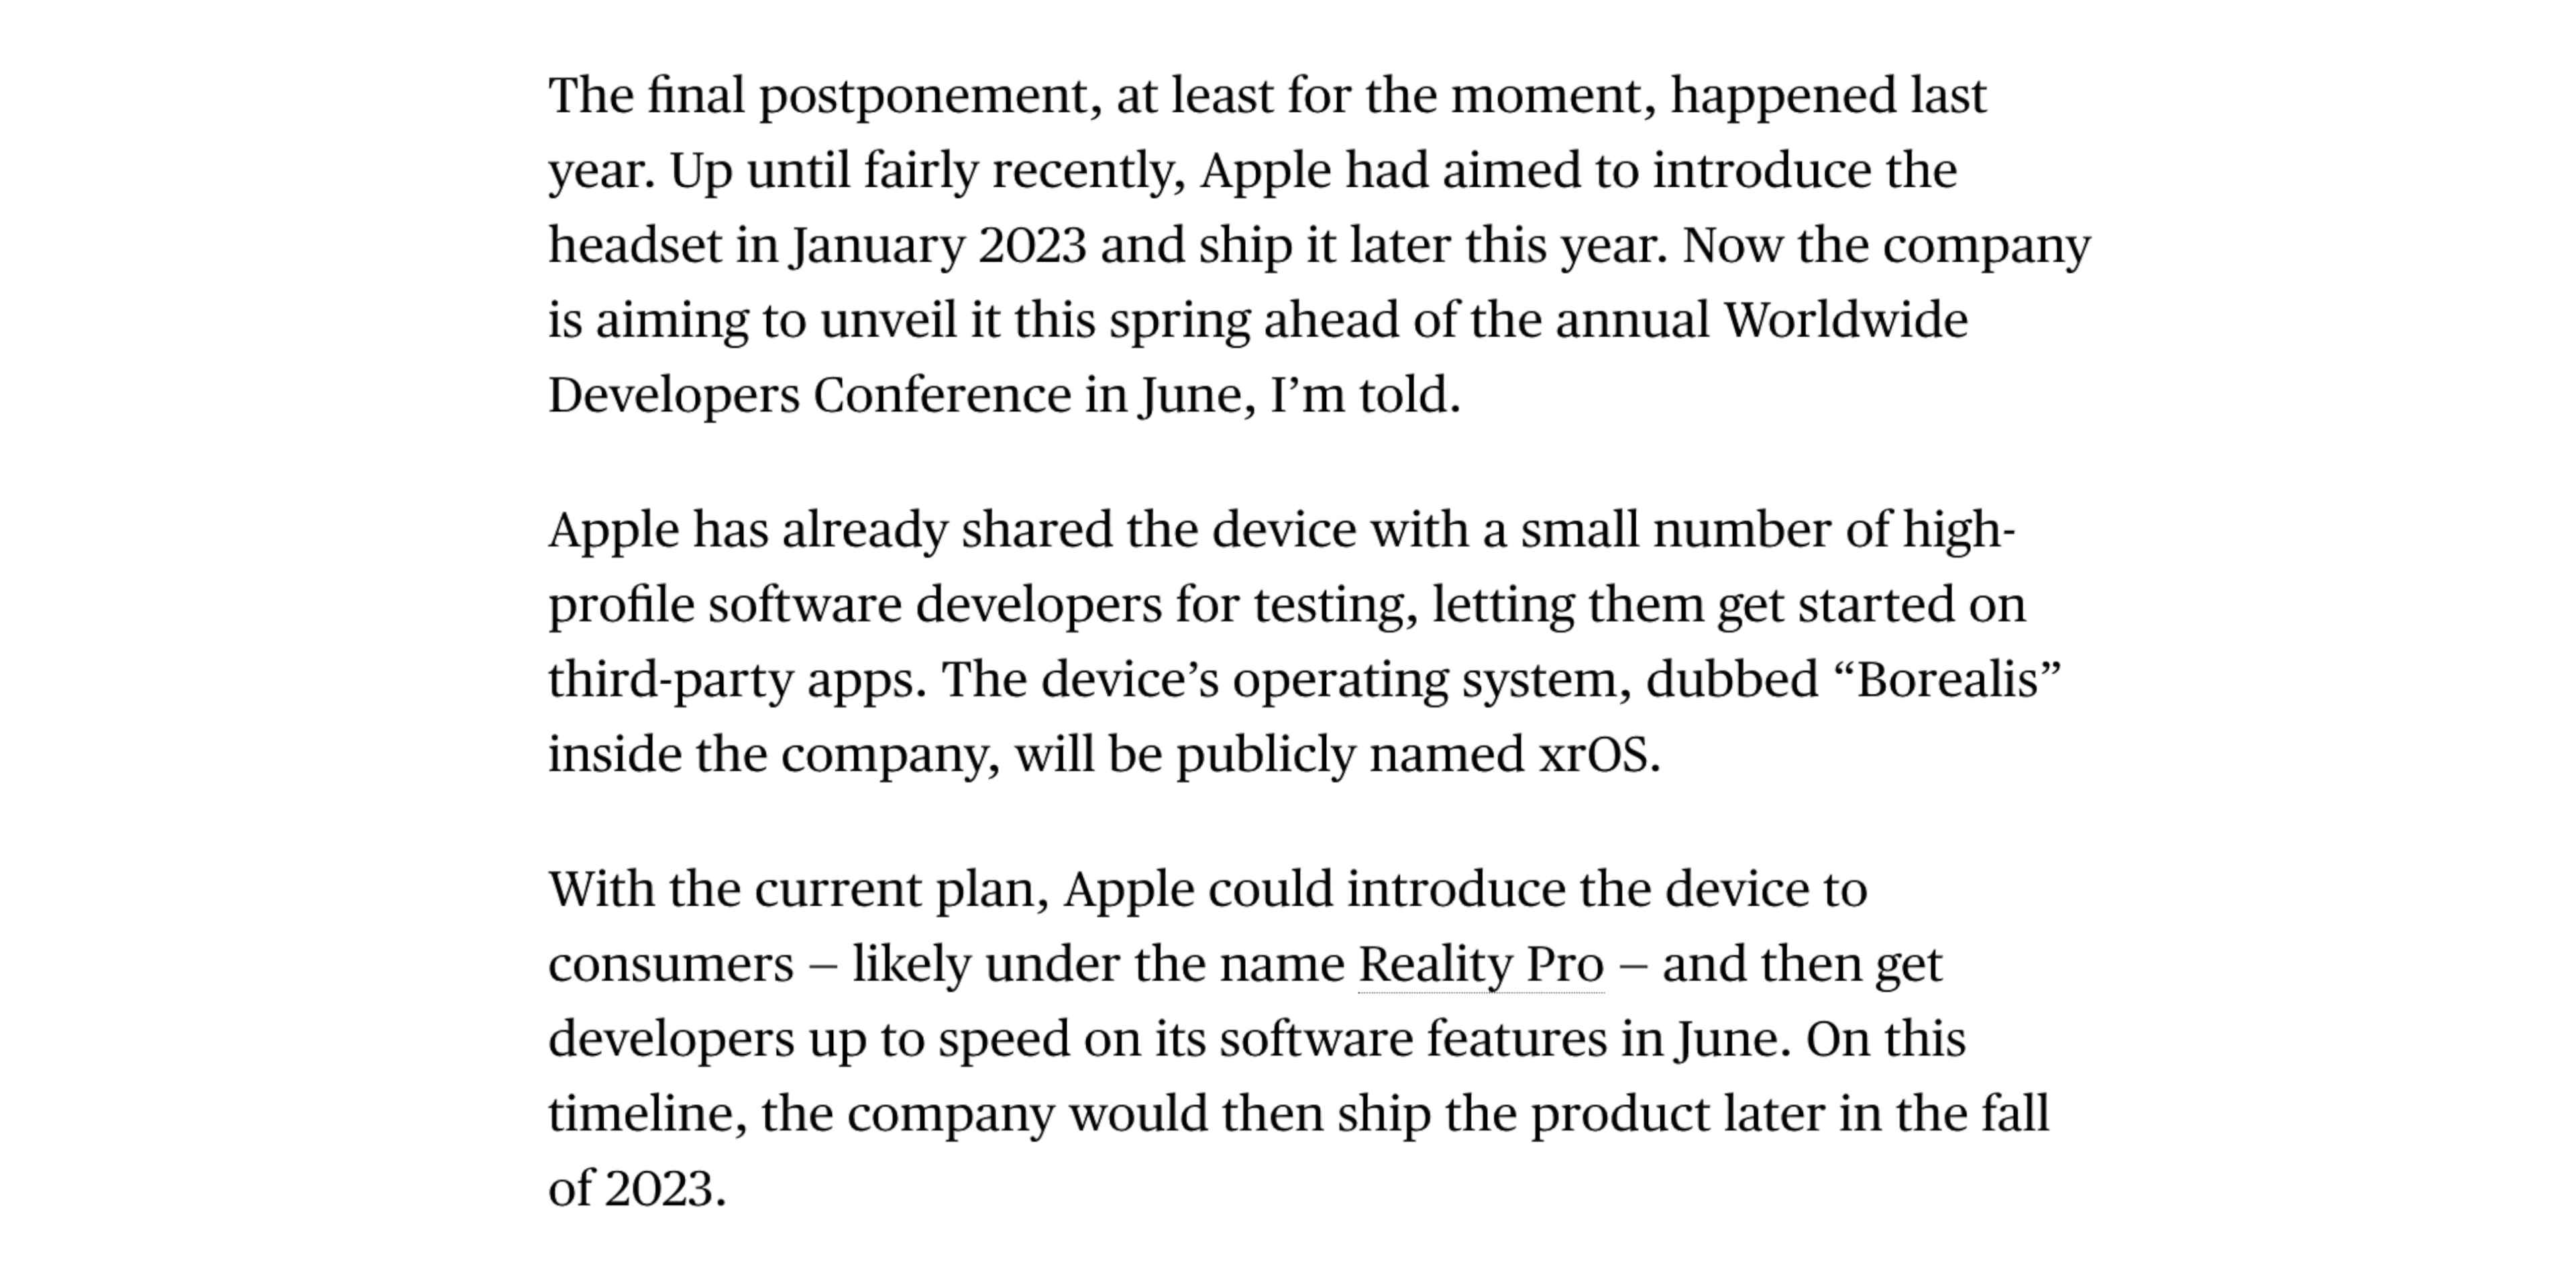 The final postponement, at least for the moment, happened last
year. Up until fairly recently, Apple had aimed to introduce the
headset in January 2023 and ship it later this year. Now the company
is aiming to unveil it this spring ahead of the annual Worldwide
Developers Conference in June, I’m told.
Apple has already shared the device with a small number of high-
profile software developers for testing, letting them get started on
third-party apps. The device’s operating system, dubbed “Borealis”
inside the company, will be publicly named xrOS.
With the current plan, Apple could introduce the device to
consumers – likely under the name Reality Pro – and then get
developers up to speed on its software features in June. On this
timeline, the company would then ship the product later in the fall
of 2023.